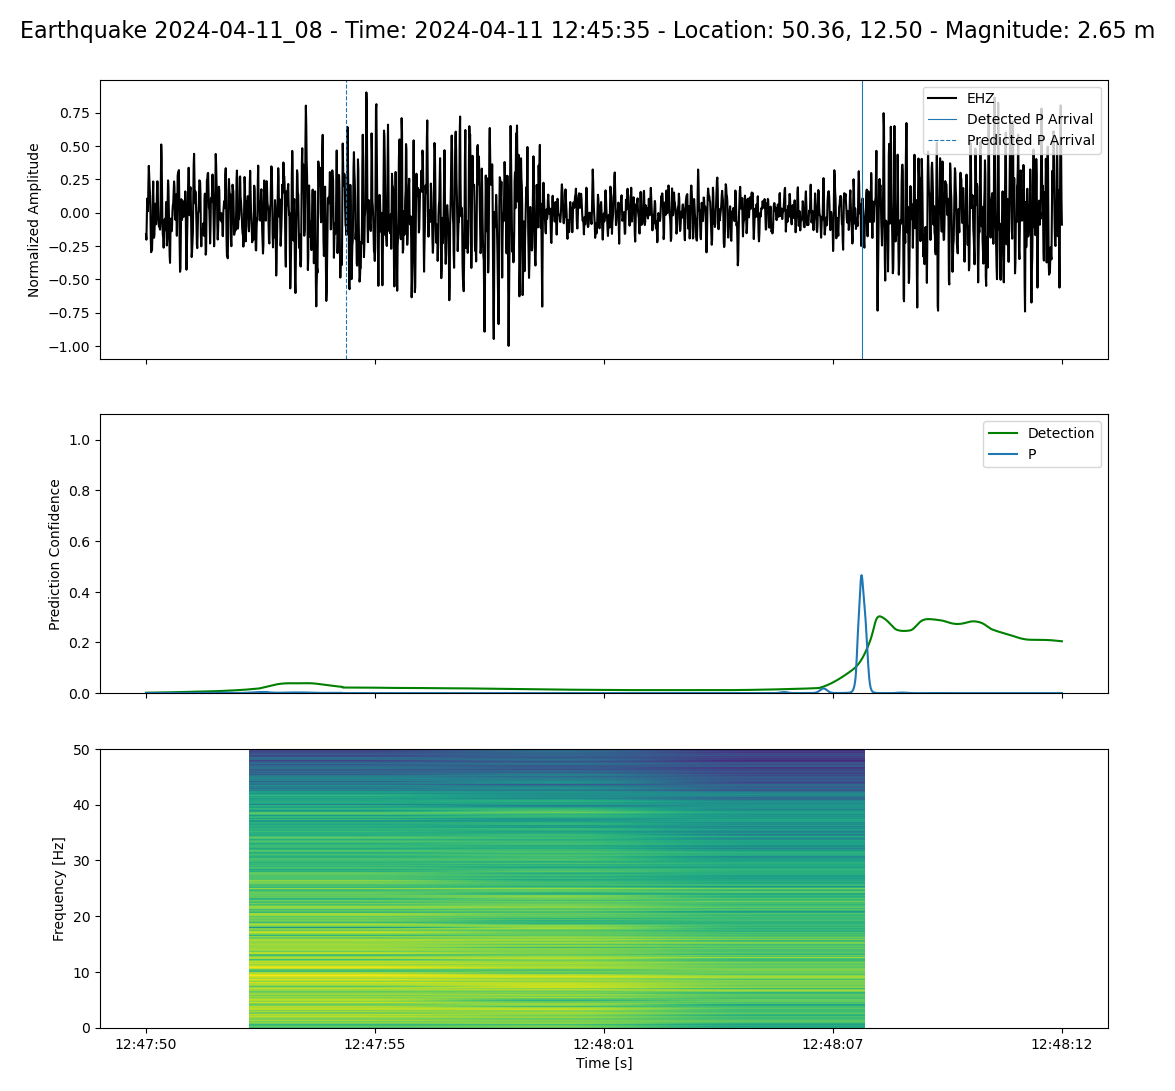 Earthquake 2024-04-11_08 - Time: 2024-04-11 12:45:35 - Location: 50.36, 12.50 - Magnitude: 2.65 m
EHZ
Detected P Arrival
Predicted P Arrival
0.75
0.50
0.25
0.00
−0.25
−0.50
−0.75
−1.00
Normalized Amplitude
Detection
P
1.0
0.8
0.6
0.4
0.2
0.0
Prediction Confidence
50
40
30
20
10
0
Frequency [Hz]
12:47:50
12:47:55
12:48:01
12:48:07
12:48:12
Time [s]